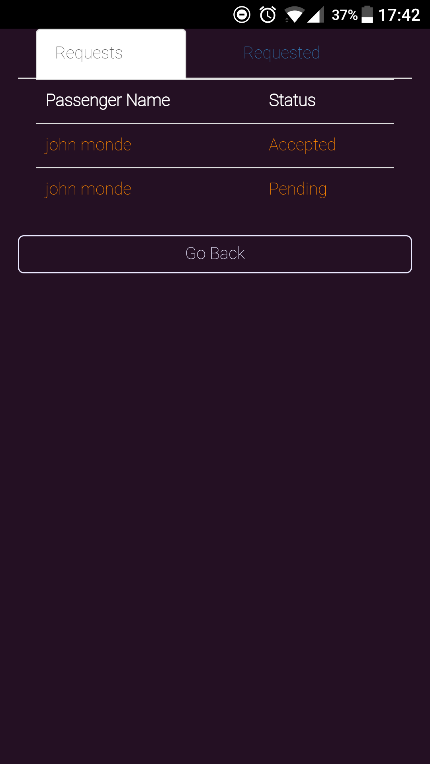 37% 17:42
Requests Requested
Passenger Name Status
john monde Accepted
john monde Pending
Go Back